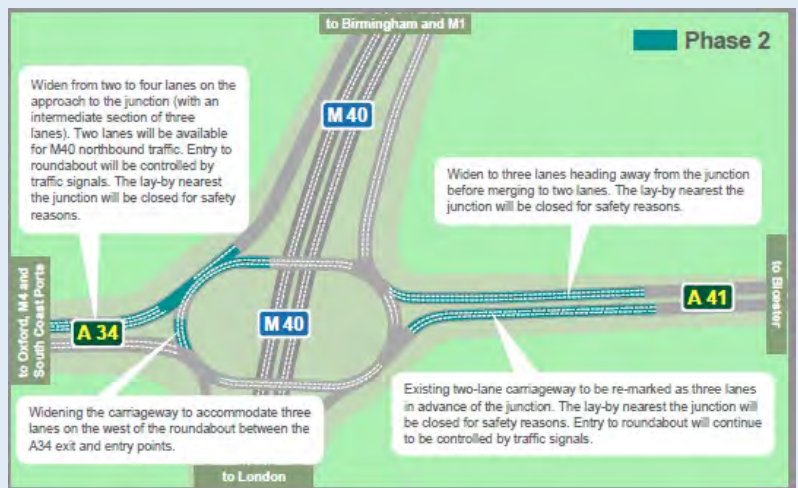 to Birmingham and M1
Phase 2
Widen from two to four lanes on the
approach to the junction (with an
intermediate section of three
lanes). Two lanes will be available
for M40 northbound traffic. Entry to
roundabout will be controlled by
traffic signals. The lay-by nearest
the junction will be closed for safety
reasons.
M 40
Widen to three lanes heading away from the junction
before merging to two lanes. The lay-by nearest the
junction will be closed for safety reasons.
to Oxford, M4 and
South Coast Ports
A 34
M 40
A 41
to Bicester
Widening the carriageway to accommodate three
lanes on the west of the roundabout between the
A34 exit and entry points.
Existing two-lane carriageway to be re-marked as three lanes
in advance of the junction. The lay-by nearest the junction will
be closed for safety reasons. Entry to roundabout will continue
to be controlled by traffic signals.
to London